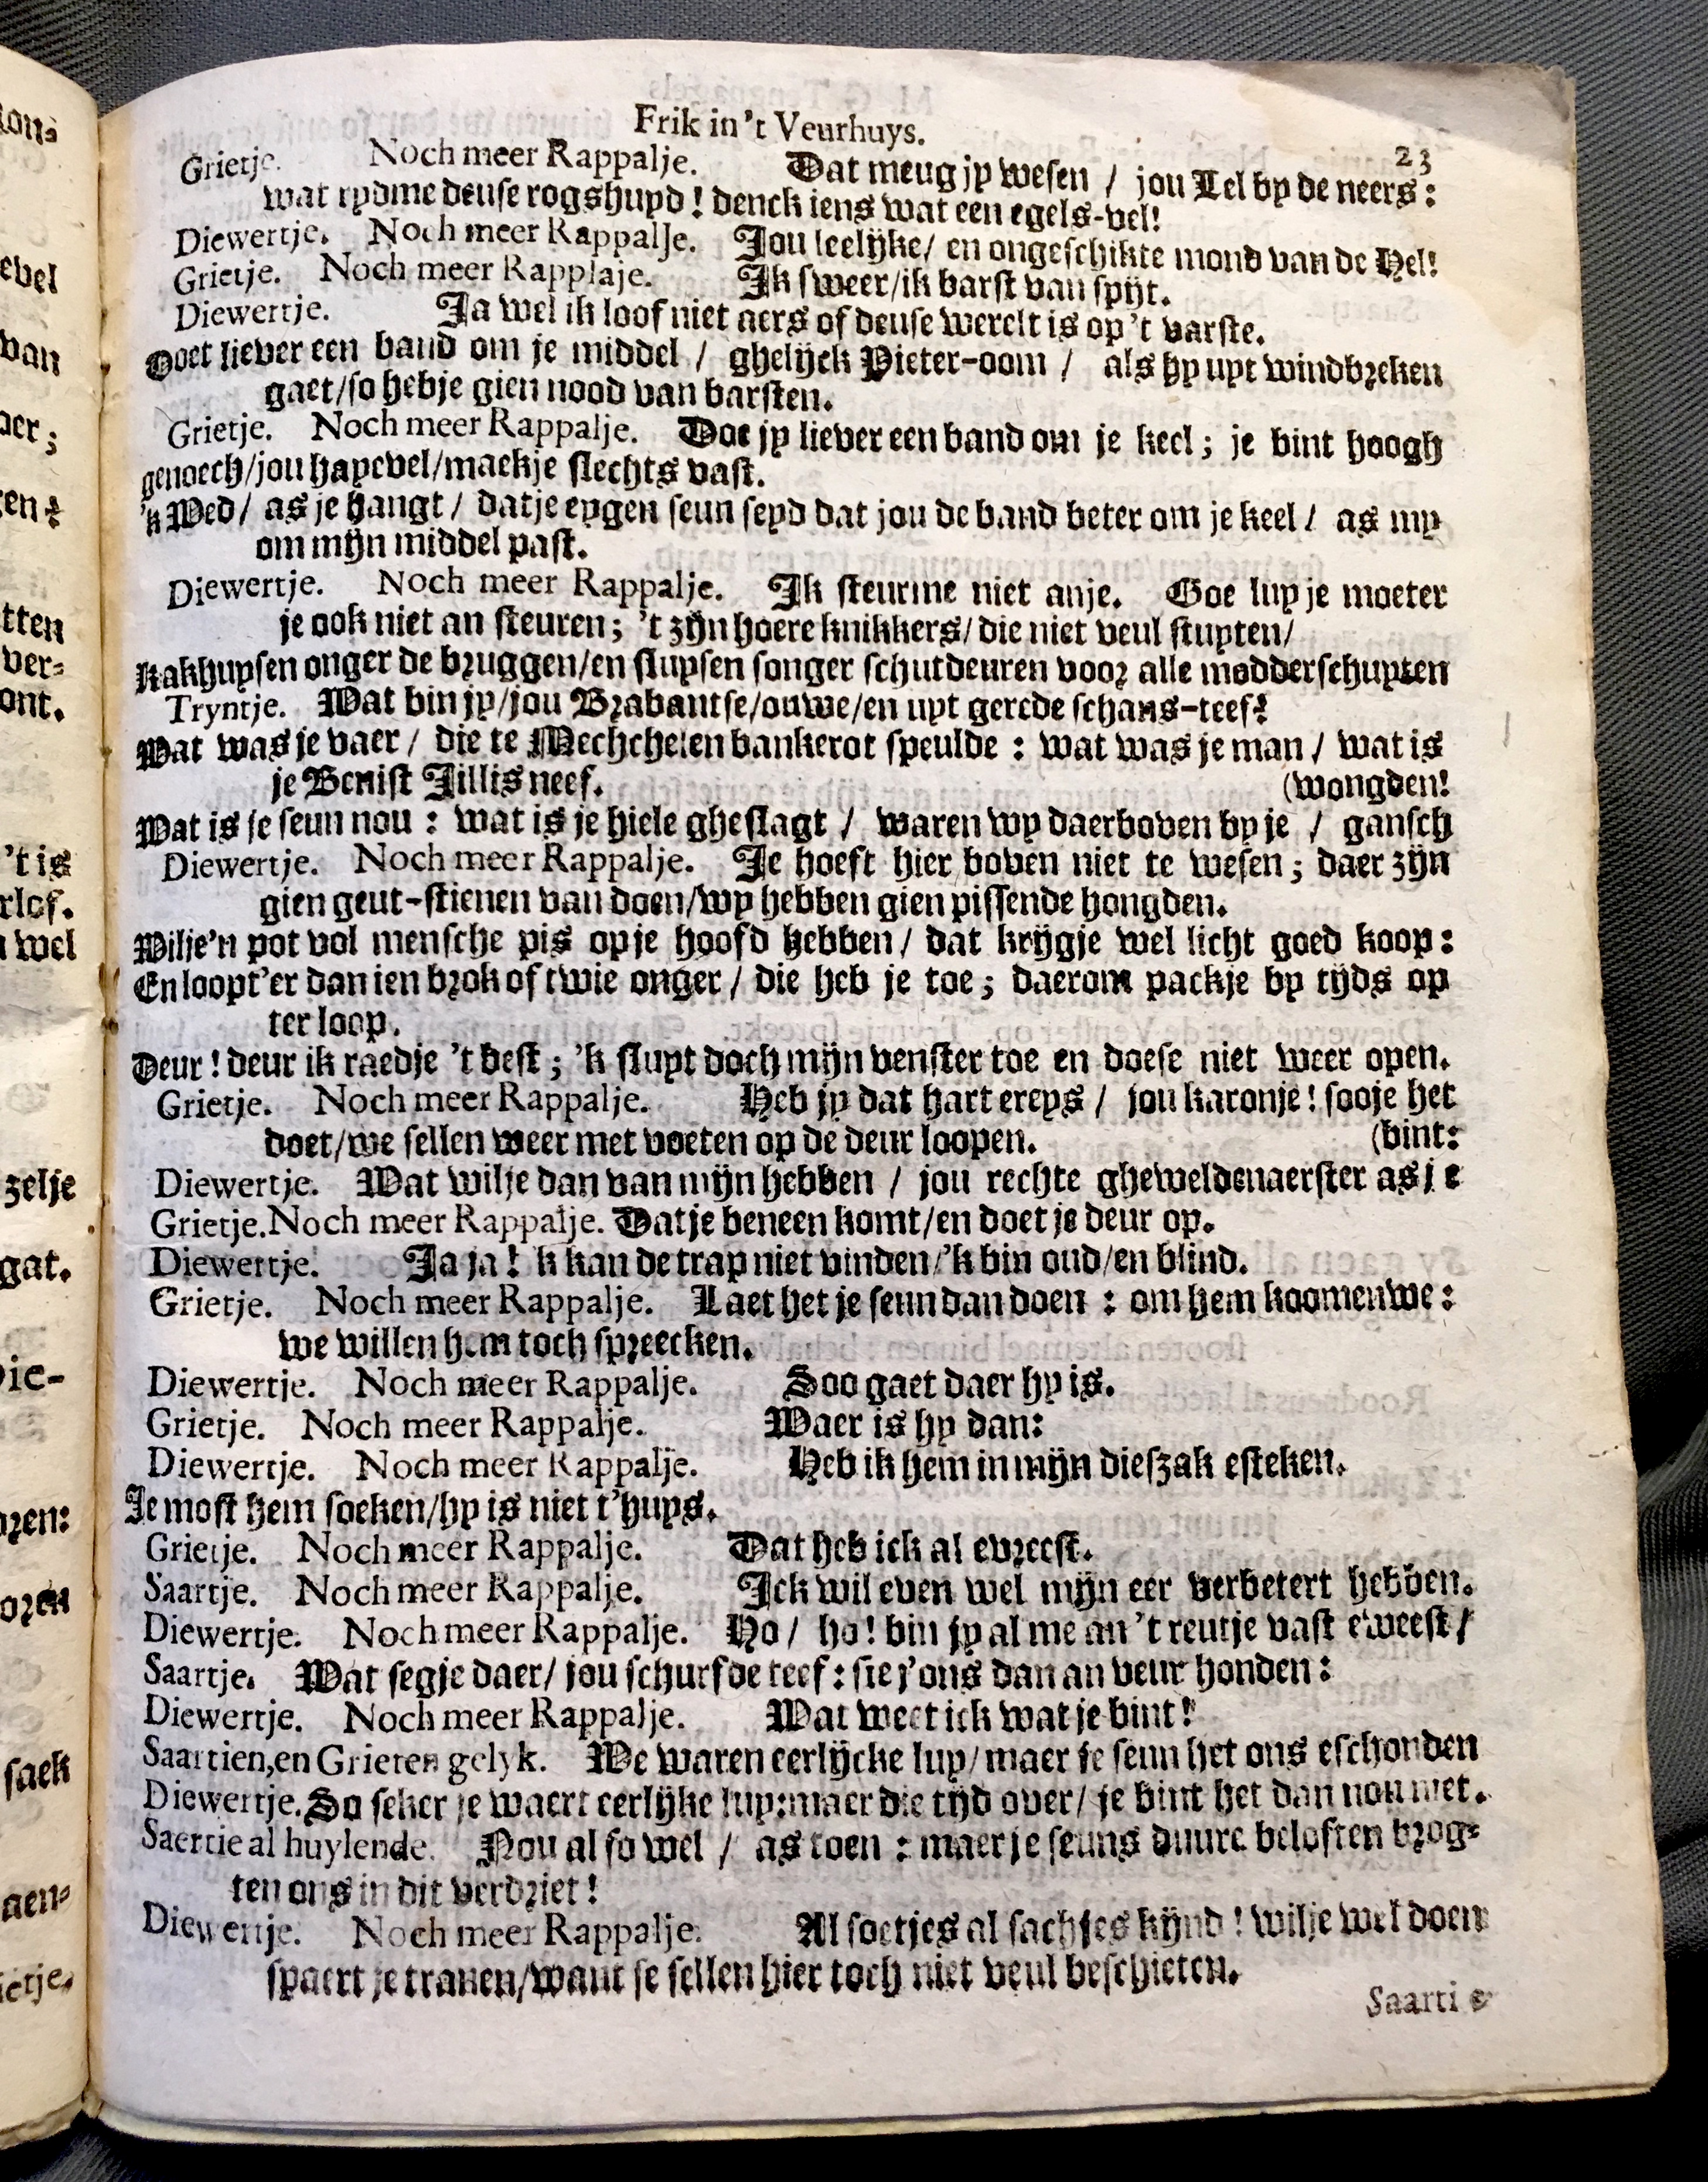 Frik in 't Veurhuys.
23
Grietje. Noch meer Rappalje. Dat meug jy wesen / jou Lel by de neers:
wat rydme deuse rogshuyd! denck iens wat een egels-vel!
Diewertje. Noch meer Rappalje. Jou leelijke/ en ongeschikte mond van de Hel!
Grietje. Noch meer Rapplaje. Ik sweer/ik barst van spijt.
Diewertje. Ja wel ik loof niet aers of deuse werelt is op 't varste.
Doet liever een band om je middel / ghelijck Pieter-oom / als hy uyt windbreken
gaet/so hebje gien nood van barsten.
Grietje. Noch meer Rappalje. Doe jy liever een band om je keel; je bint hoogh
genoech/jou hayevel/maekje slechts vast.
'k Wed/ as je hangt / datje eygen seun seyd dat jou de band beter om je keel / as my
om mijn middel past.
Diewertje. Noch meer Rappalje. Ik steurme niet anje. Goe luy je moeter
je ook niet an steuren; 't zijn hoere knikkers/ die niet veul stuyten/
Kakhuysen onger de bruggen/en sluysen songer schutdeuren voor alle modderschuyten
Tryntje. Wat bin jy/jou Brabantse/ouwe/en uyt gerede schans-teef?
Wat was je vaer / die te Mechchelen bankerot speulde : wat was je man / wat is
je Benist Jillis neef. (wongden!
Wat is je seun nou : wat is je hiele gheslagt / waren wy daerboven by je / gansch
Diewertje. Noch meer Rappalje. Je hoeft hier boven niet te wesen; daer zijn
gien geut-stienen van doen/wy hebben gien pissende hongden.
Wilje'n pot vol mensche pis op je hoofd hebben/ dat krijgje wel licht goed koop:
En loopt'er dan ien brok of twie onger / die heb je toe; daerom packje by tijds op
ter loop.
Deur! deur ik raedje 't best; 'k sluyt doch mijn venster toe en doese niet weer open.
Grietje. Noch meer Rappalje. Heb jy dat hart ereys / jou karonje! sooje het
doet/we sellen weer met voeten op de deur loopen. (bint:
Diewertje. Wat wilje dan van mijn hebben / jou rechte gheweldenaerster as je
Grietje. Noch meer Rappalje. Datje beneen komt/en doet je deur op.
Diewertje. Ja ja! 'k kan de trap niet vinden/'k bin oud/en blind.
Grietje. Noch meer Rappalje. Laet het je seun dan doen : om hem koomen we:
we willen hem toch spreecken.
Diewertje. Noch meer Rappalje. Soo gaet daer hy is.
Grietje. Noch meer Rappalje. Waer is hy dan:
Diewertje. Noch meer Rappalje. Heb ik hem in mijn dieszak esteken.
Je most hem soeken/hy is niet t'huys.
Grietje. Noch meer Rappalje. Dat heb ick al evreest.
Saartje. Noch meer Rappalje. Ick wil even wel mijn eer verbetert hebben.
Diewertje. Noch meer Rappalje. Ho / ho! bin jy al me an 't reutje vast eweest /
Saartje. Wat segje daer/ jou schurfde teef: sie j'ons dan an veur honden:
Diewertje. Noch meer Rappalje. Wat weet ick wat je bint!
Saartien,en Grieten gelyk. We waren eerlijcke luy/ maer je seun het ons eschonden
Diewertje. So seker je waert eerlijke luy:maer die tijd over/ je bint het dan nou niet.
Saertie al huylende. Nou al so wel / as toen : maer je seuns duure beloften brog-
ten ons in dit verdriet!
Diewertje. Noch meer Rappalje. Al soetjes al sachjes kijnd! wilje wel doen
spaert je tranen/want se sellen hier toch niet veul beschieten.
Saartie